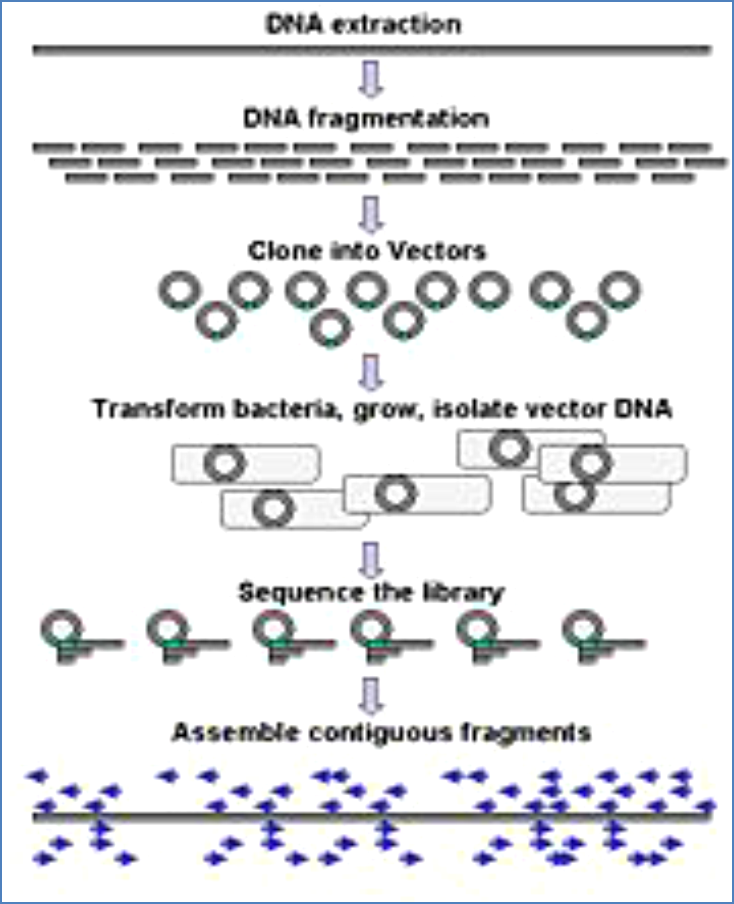 DNA extraction
DNA fragmentation
Clone into Vectors
Transform bacteria, grow, isolate vector DNA
Sequence the library
Assemble contiguous fragments